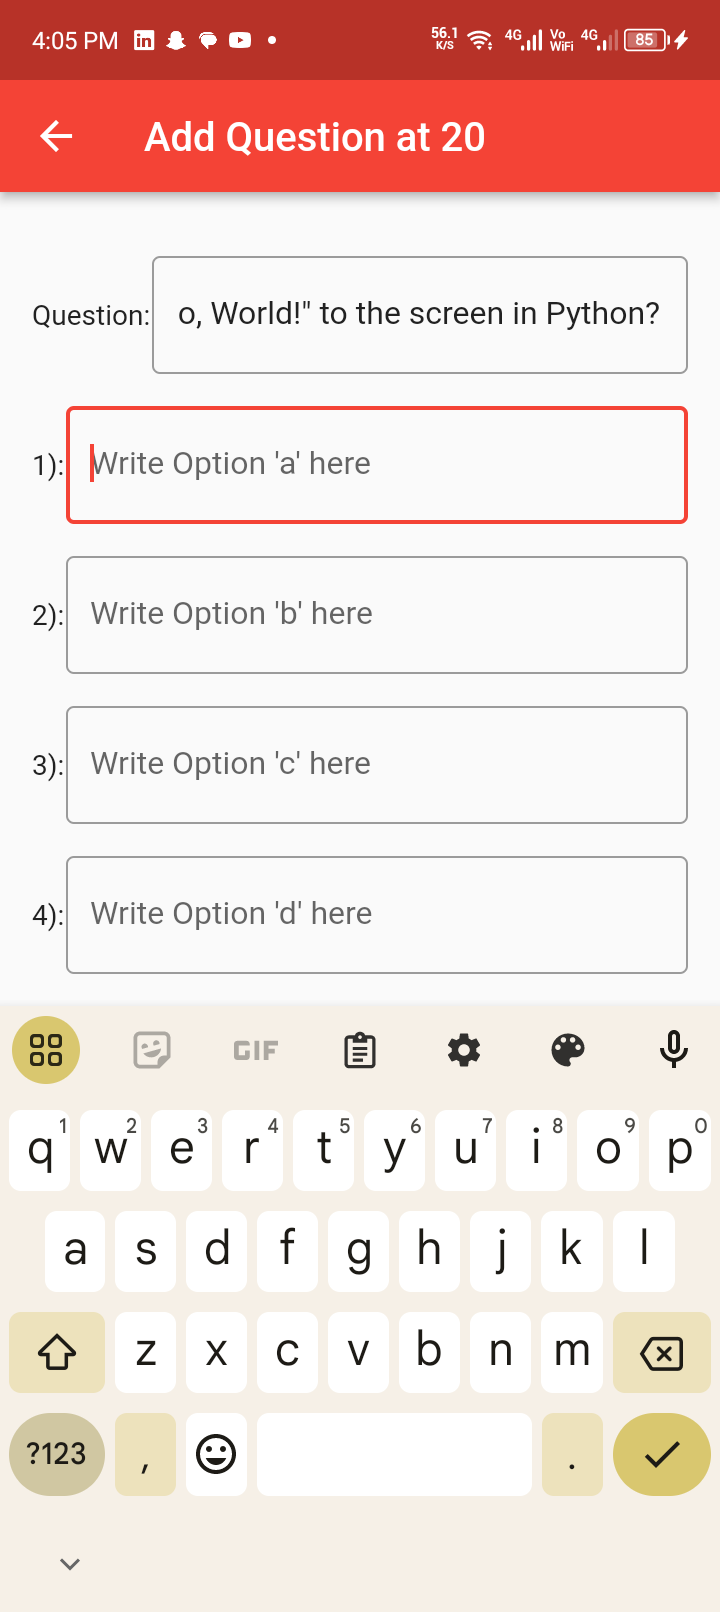 4:05 PM in 56.1 K/S 4G Vo WiFi 4G 85
Add Question at 20
Question: o, World!" to the screen in Python?
1): Write Option 'a' here
2): Write Option 'b' here
3): Write Option 'c' here
4): Write Option 'd' here
GIF
q1 w2 e3 r4 t5 y6 u7 i8 o9 p0
a s d f g h j k l
z x c v b n m
?123 , .